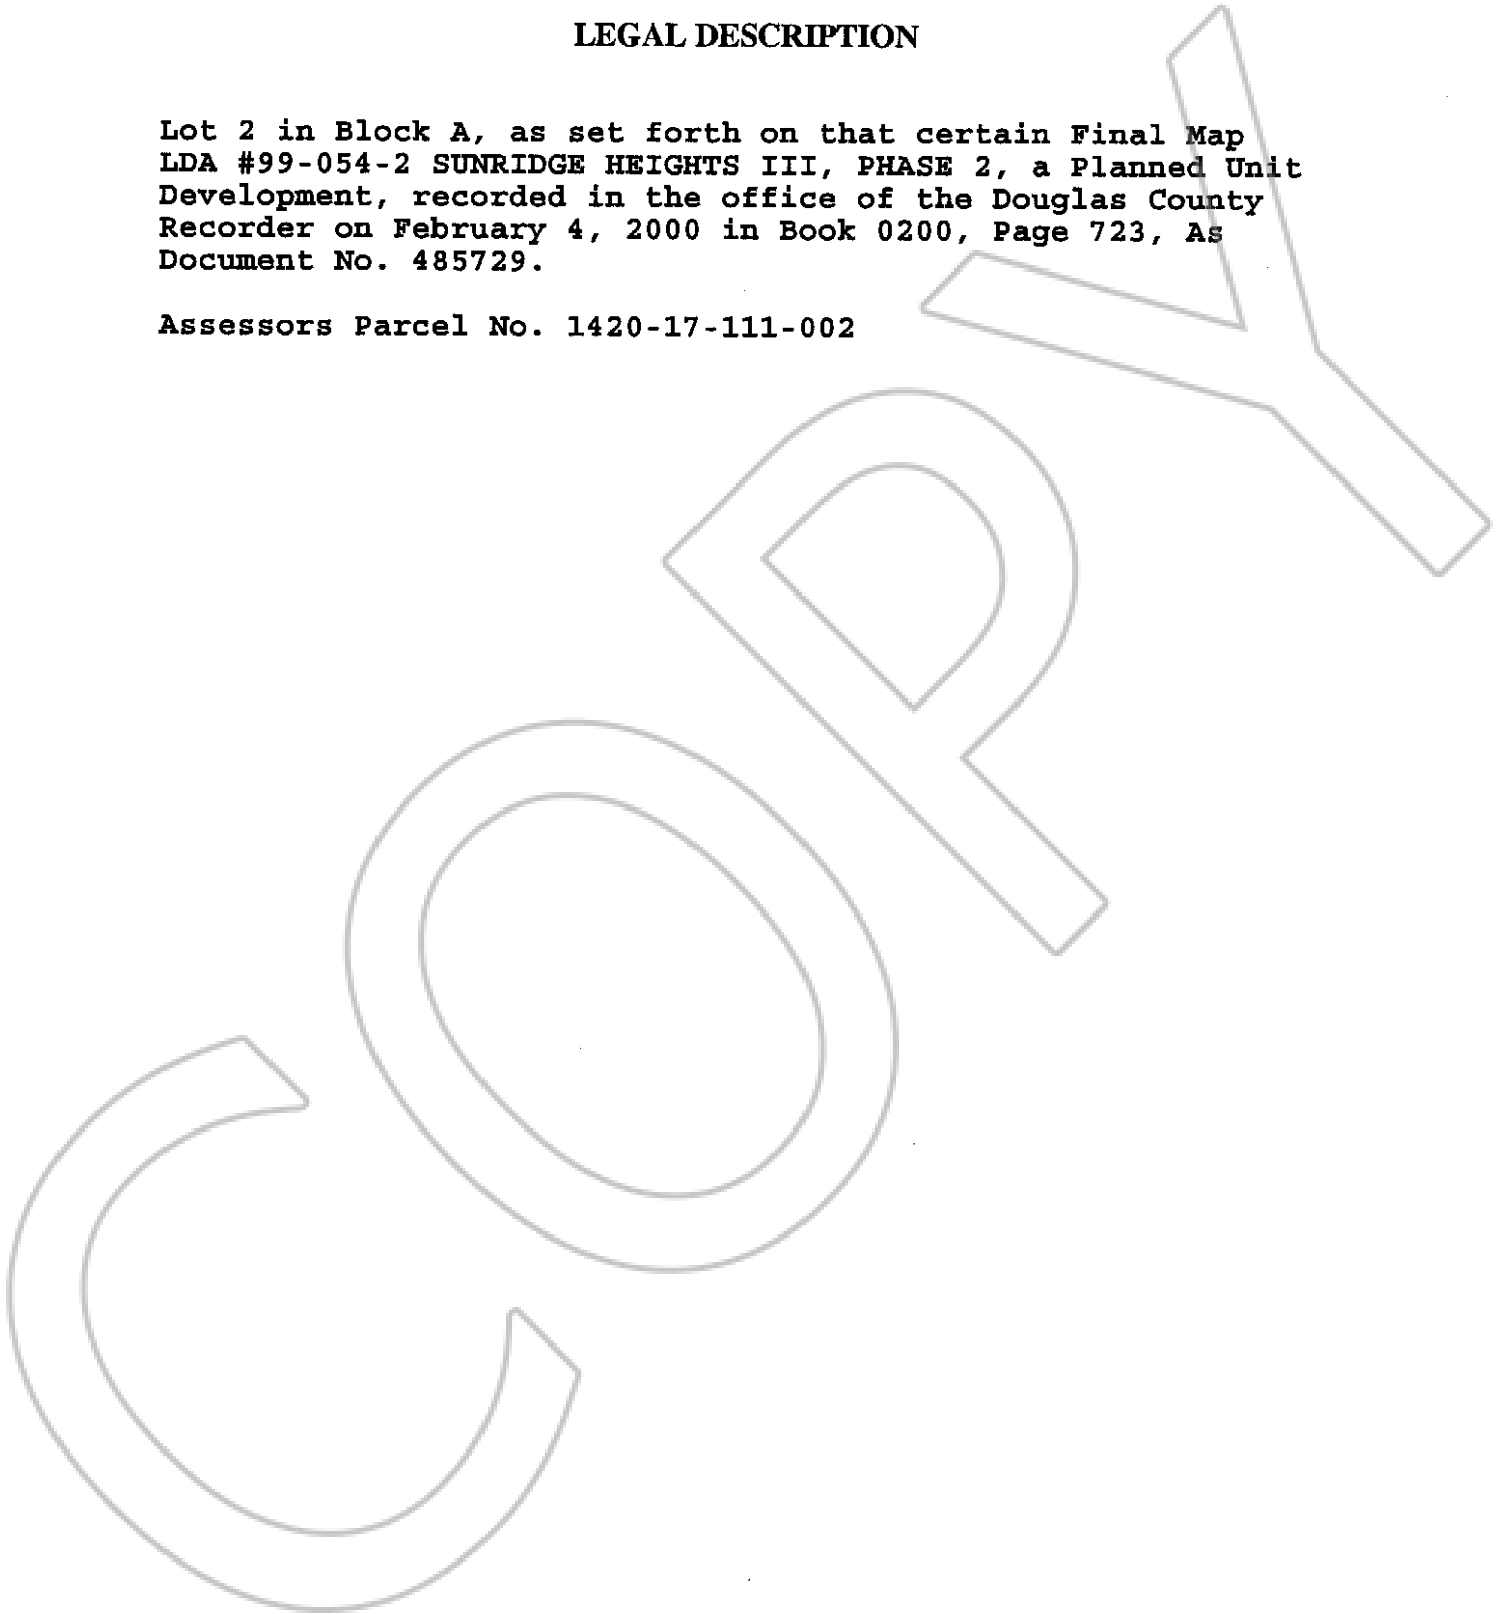 LEGAL DESCRIPTION
Lot 2 in Block A, as set forth on that certain Final Map
LDA #99-054-2 SUNRIDGE HEIGHTS III, PHASE 2, a Planned Unit
Development, recorded in the office of the Douglas County
Recorder on February 4, 2000 in Book 0200, Page 723, As
Document No. 485729.
Assessors Parcel No. 1420-17-111-002
COPY